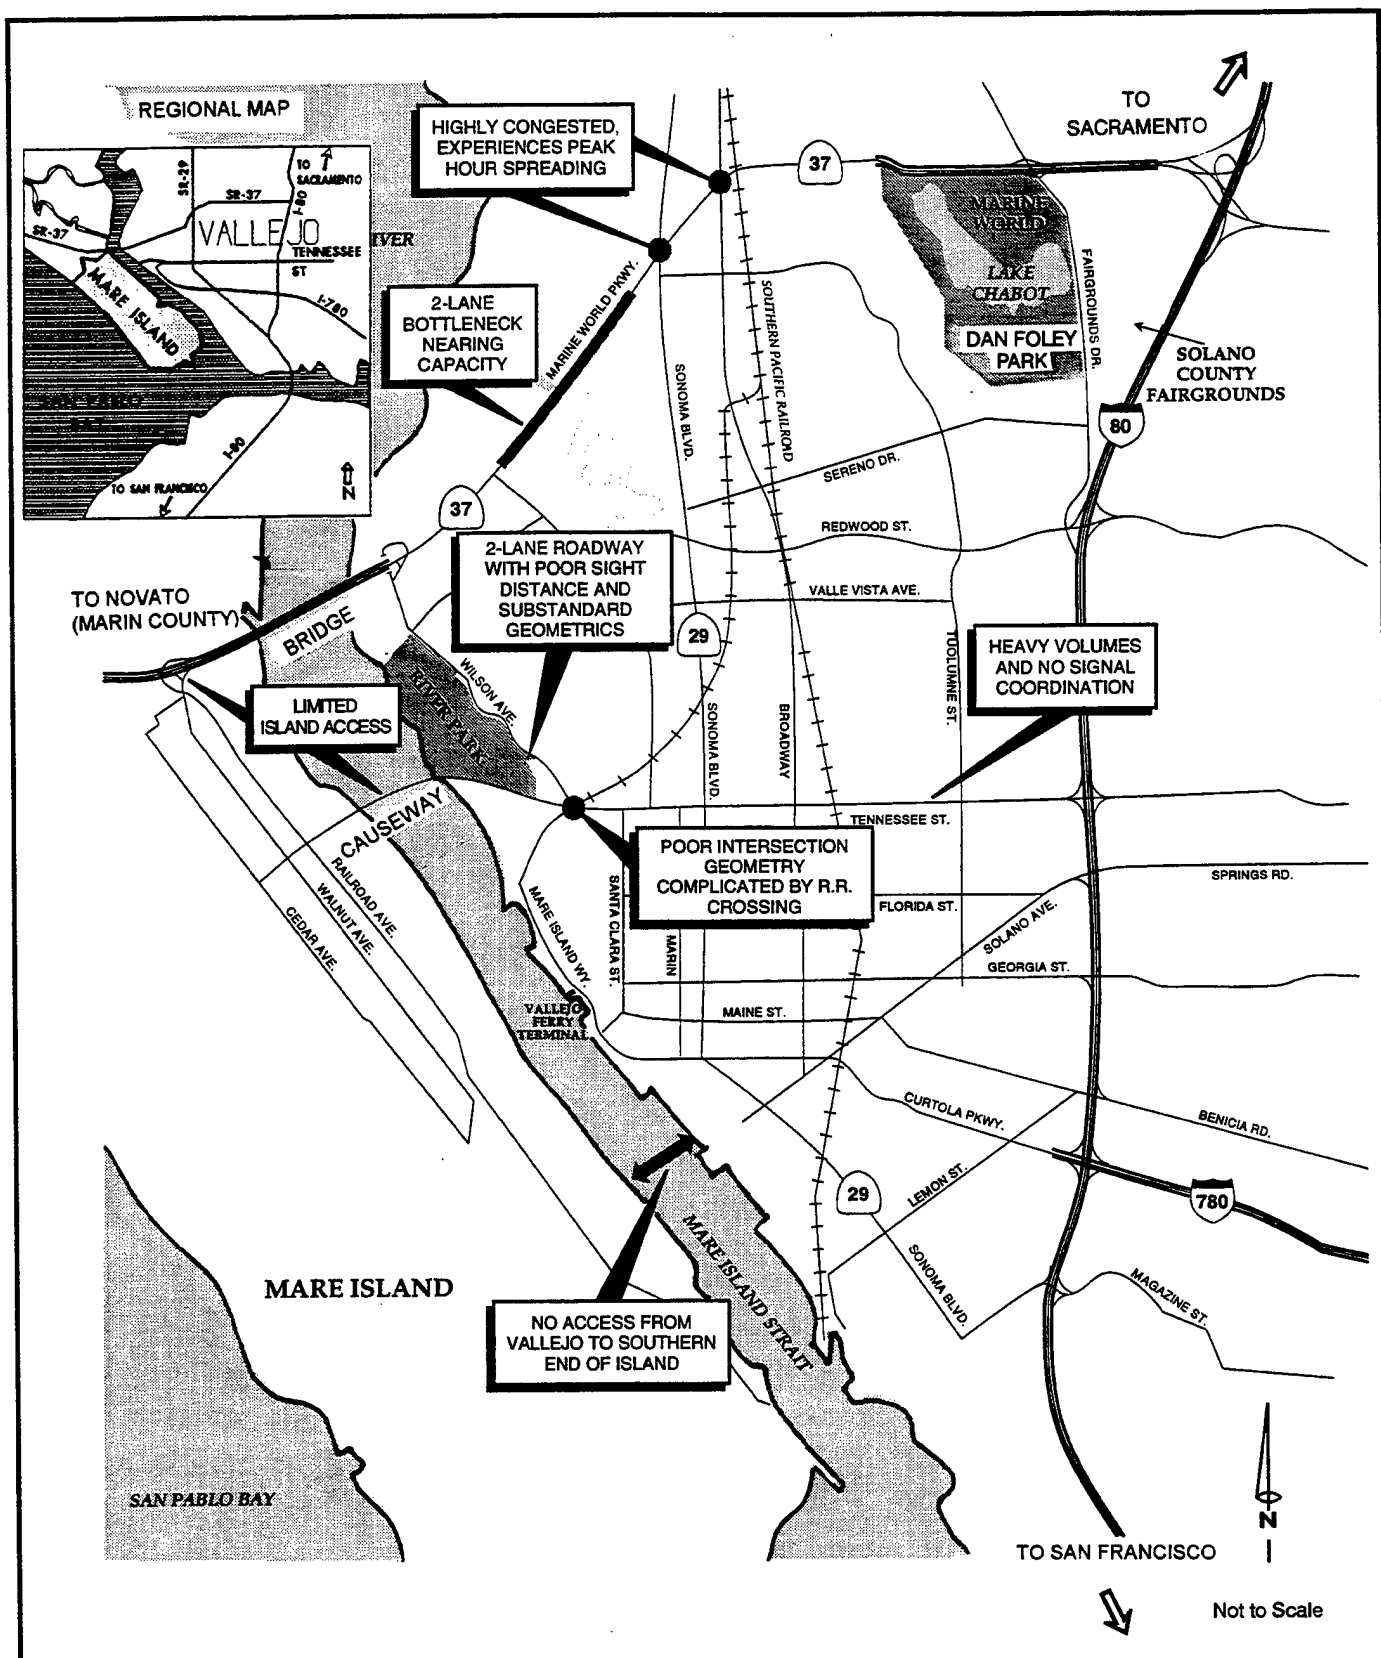 REGIONAL MAP
TO
SACRAMENTO
SR-29
SR-37
I-80
SR-37
VALLEJO
TENNESSEE
ST
MARE ISLAND
I-780
I-80
TO SAN FRANCISCO
N
HIGHLY CONGESTED,
EXPERIENCES PEAK
HOUR SPREADING
37
TO
SACRAMENTO
MARINE
WORLD
LAKE
CHABOT
DAN FOLEY
PARK
FAIRGROUNDS DR.
SOLANO
COUNTY
FAIRGROUNDS
80
2-LANE
BOTTLENECK
NEARING
CAPACITY
MARINE WORLD PKWY.
SONOMA BLVD.
SOUTHERN PACIFIC RAILROAD
SERENO DR.
REDWOOD ST.
VALLE VISTA AVE.
37
2-LANE ROADWAY
WITH POOR SIGHT
DISTANCE AND
SUBSTANDARD
GEOMETRICS
TO NOVATO
(MARIN COUNTY)
BRIDGE
29
TUOLUMNE ST.
HEAVY VOLUMES
AND NO SIGNAL
COORDINATION
LIMITED
ISLAND ACCESS
RIVER PARK
WILSON AVE.
SONOMA BLVD.
BROADWAY
CAUSEWAY
TENNESSEE ST.
POOR INTERSECTION
GEOMETRY
COMPLICATED BY R.R.
CROSSING
SPRINGS RD.
RAILROAD AVE.
WALNUT AVE.
CEDAR AVE.
MARE ISLAND WY.
SANTA CLARA ST.
MARIN
FLORIDA ST.
SOLANO AVE.
GEORGIA ST.
VALLEJO
FERRY
TERMINAL
MAINE ST.
CURTOLA PKWY.
BENICIA RD.
LEMON ST.
29
780
SONOMA BLVD.
MAGAZINE ST.
MARE ISLAND
MARE ISLAND STRAIT
NO ACCESS FROM
VALLEJO TO SOUTHERN
END OF ISLAND
SAN PABLO BAY
N
TO SAN FRANCISCO
Not to Scale